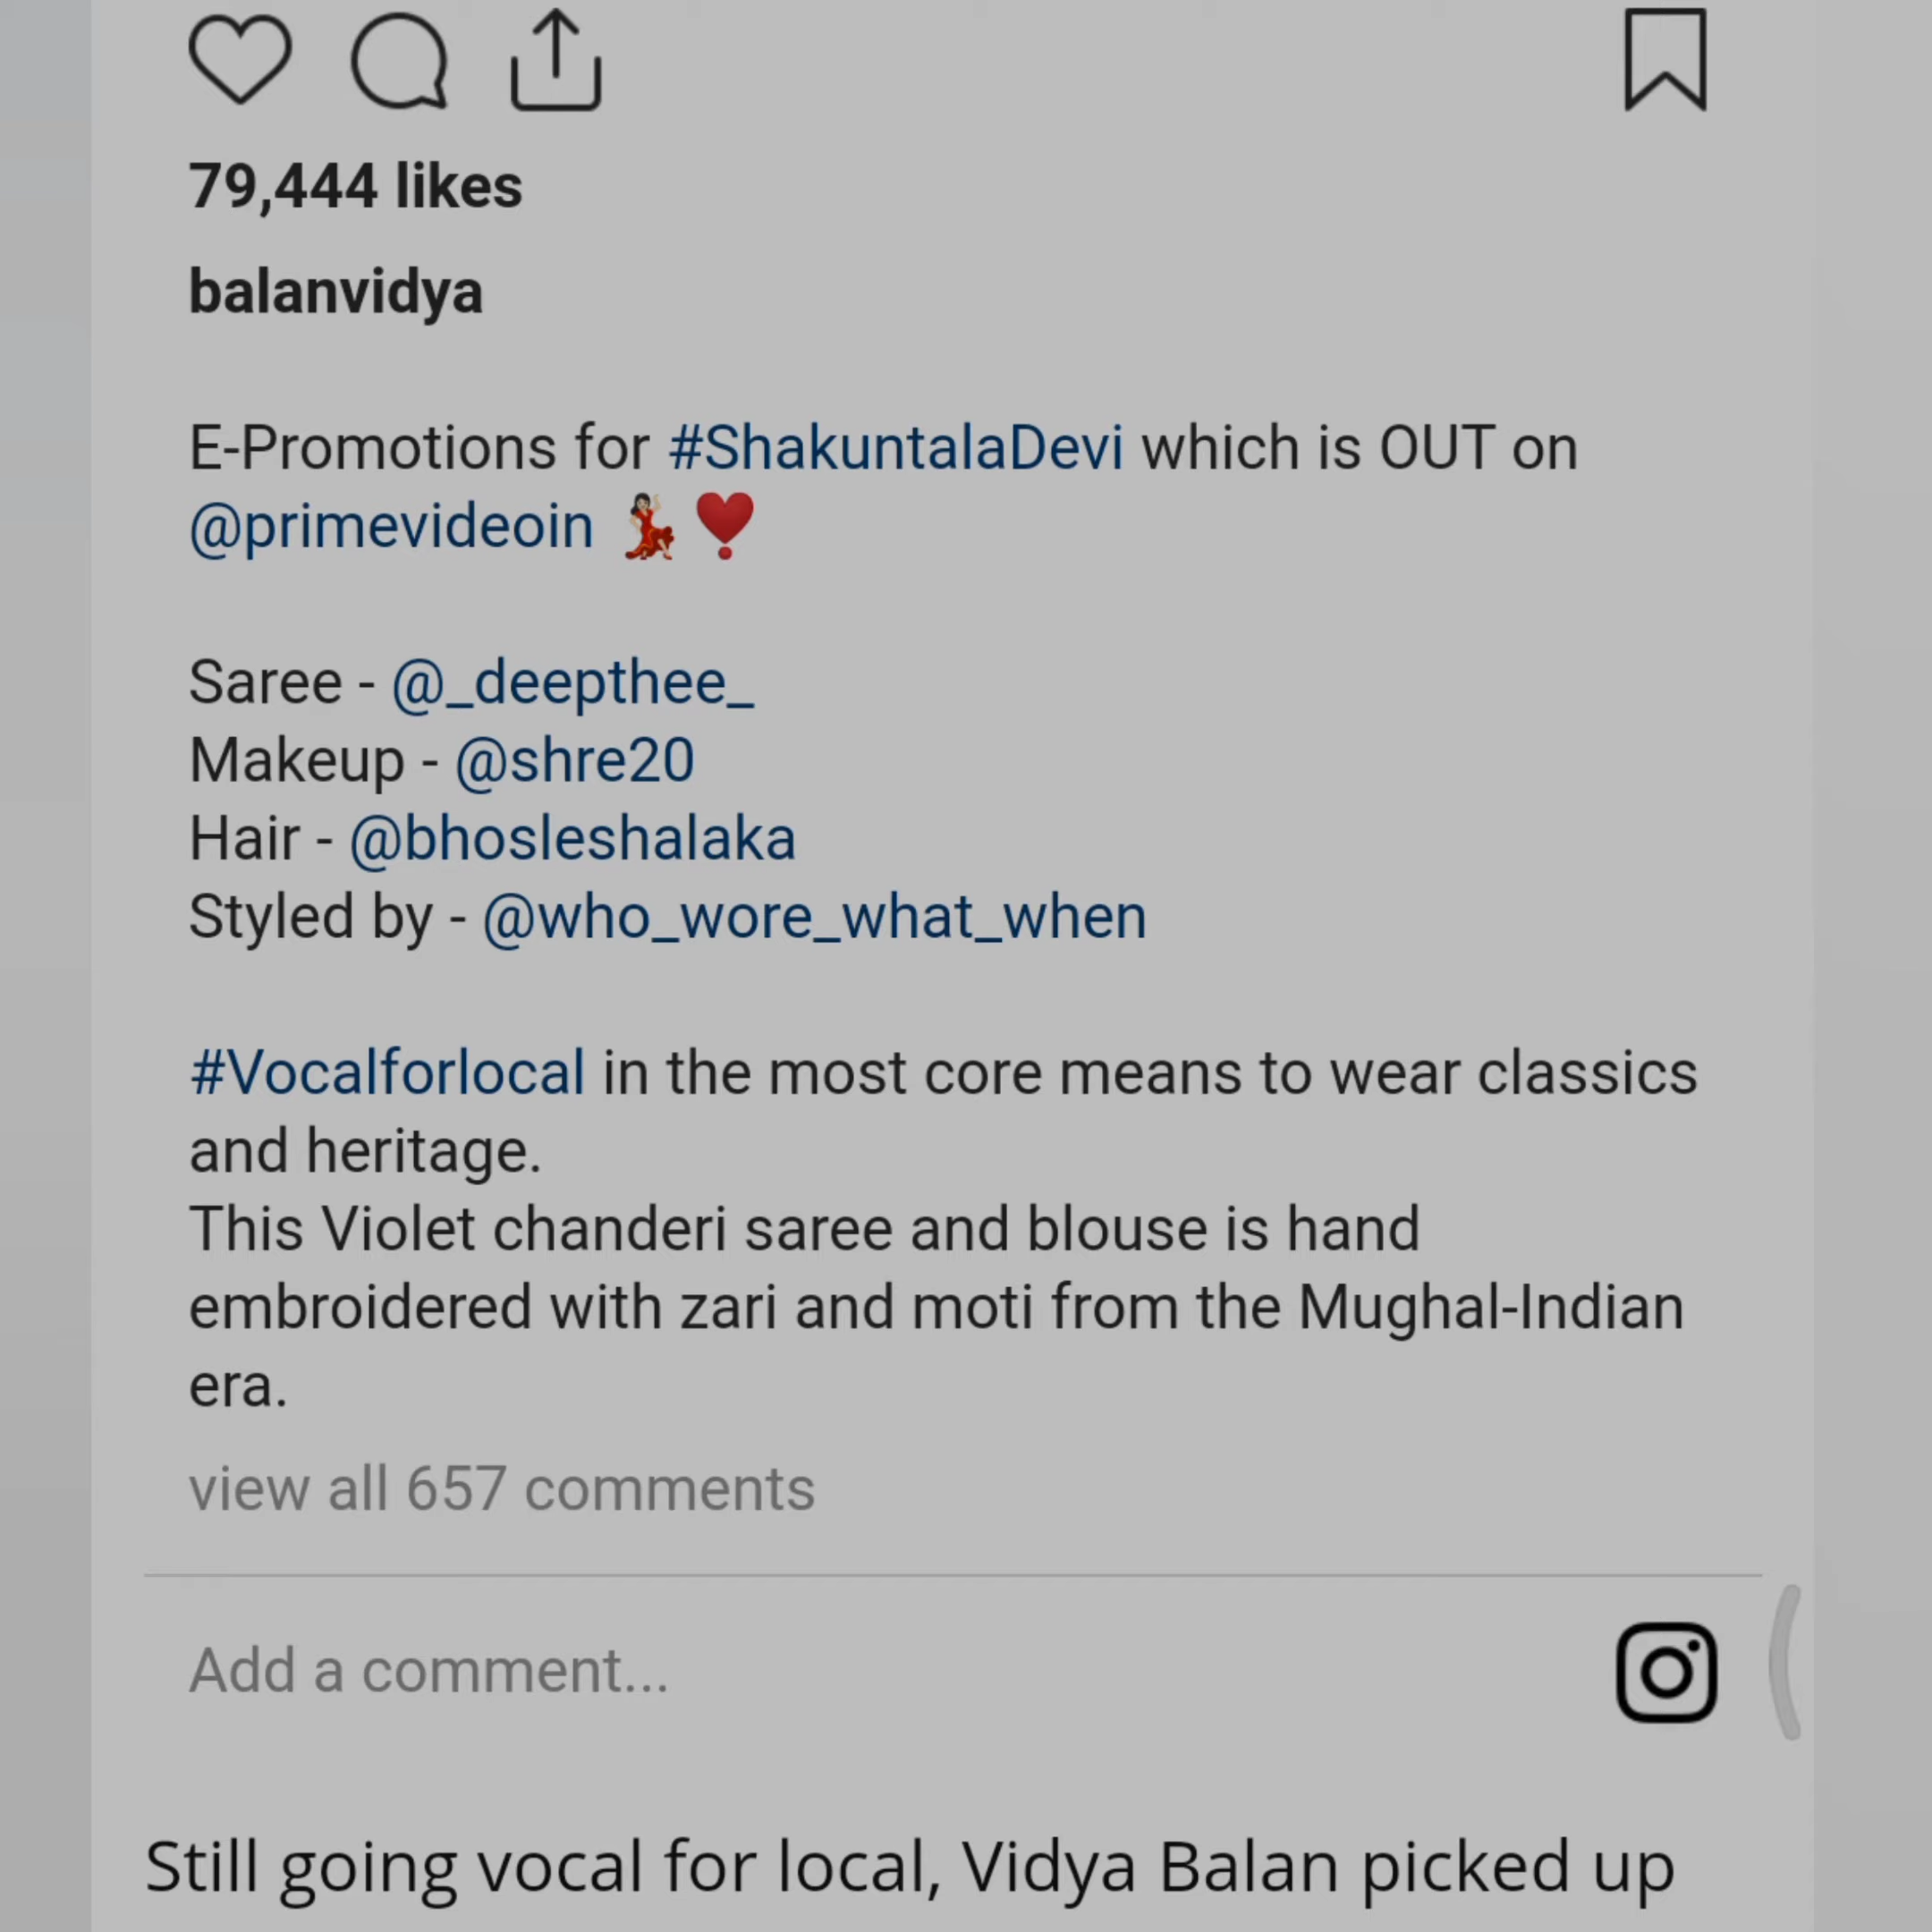 79,444 likes
balanvidya
E-Promotions for #ShakuntalaDevi which is OUT on
@primevideoin 💃🏼❣️
Saree - @_deepthee_
Makeup - @shre20
Hair - @bhosleshalaka
Styled by - @who_wore_what_when
#Vocalforlocal in the most core means to wear classics
and heritage.
This Violet chanderi saree and blouse is hand
embroidered with zari and moti from the Mughal-Indian
era.
view all 657 comments
Add a comment...
Still going vocal for local, Vidya Balan picked up